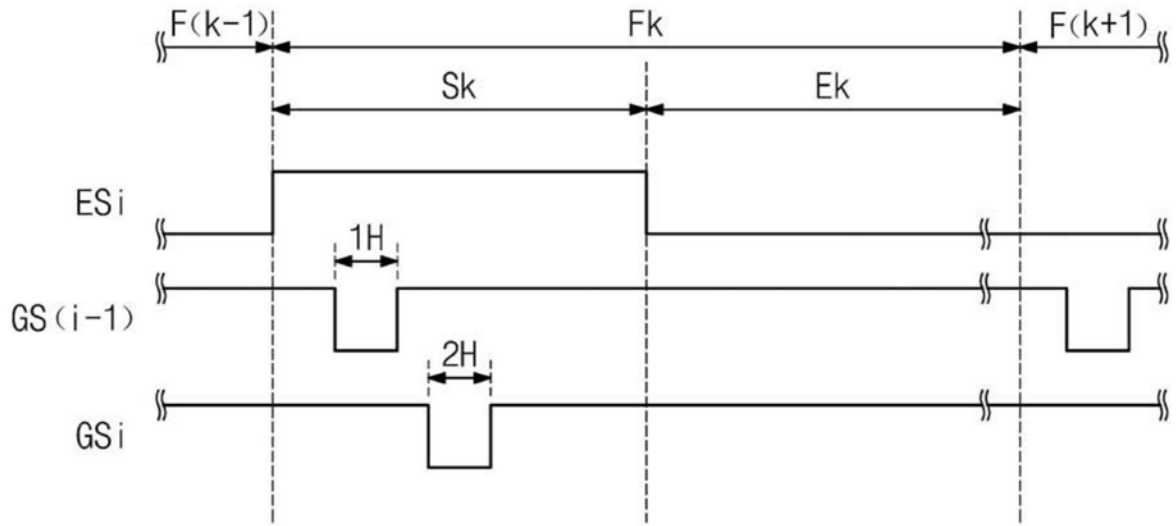 F(k-1) Fk F(k+1)
Sk Ek
ESi
1H
GS(i-1)
2H
GSi